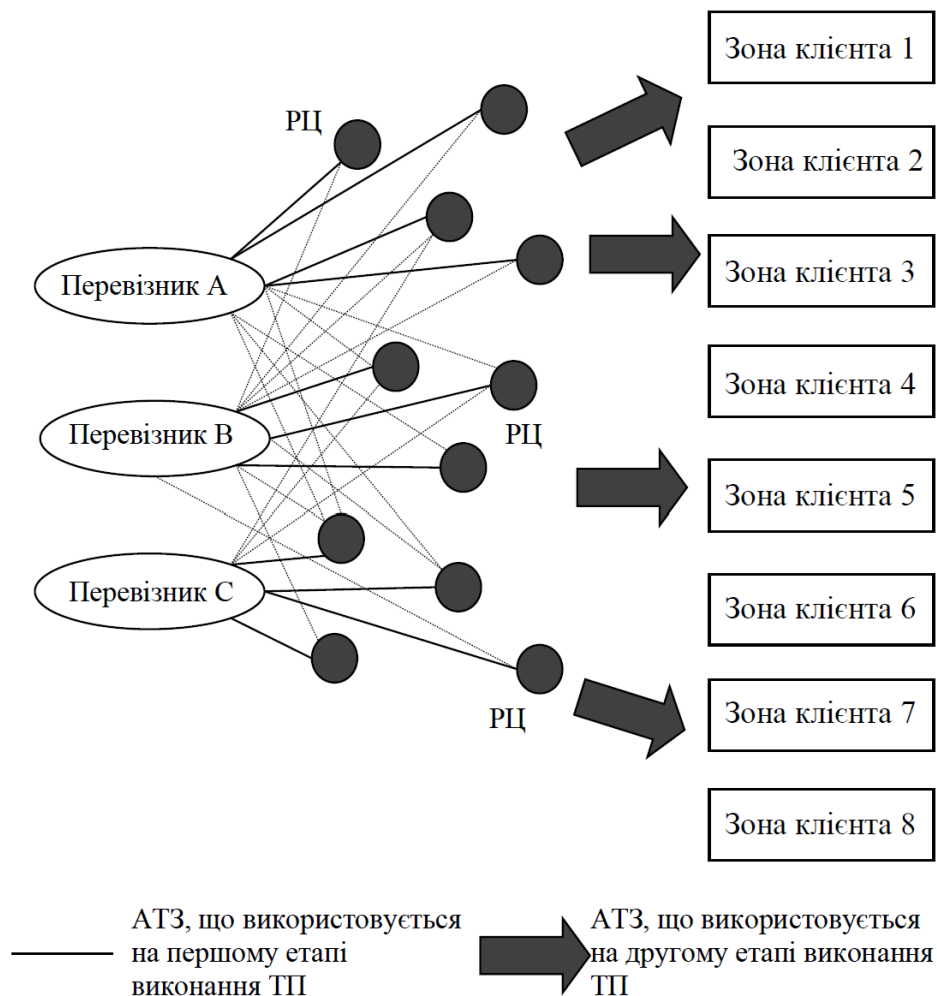 Зона клієнта 1
РЦ
Зона клієнта 2
Зона клієнта 3
Перевізник А
Зона клієнта 4
Перевізник В
РЦ
Зона клієнта 5
Перевізник С
Зона клієнта 6
РЦ
Зона клієнта 7
Зона клієнта 8
АТЗ, що використовується
на першому етапі
виконання ТП
АТЗ, що використовується
на другому етапі виконання
ТП